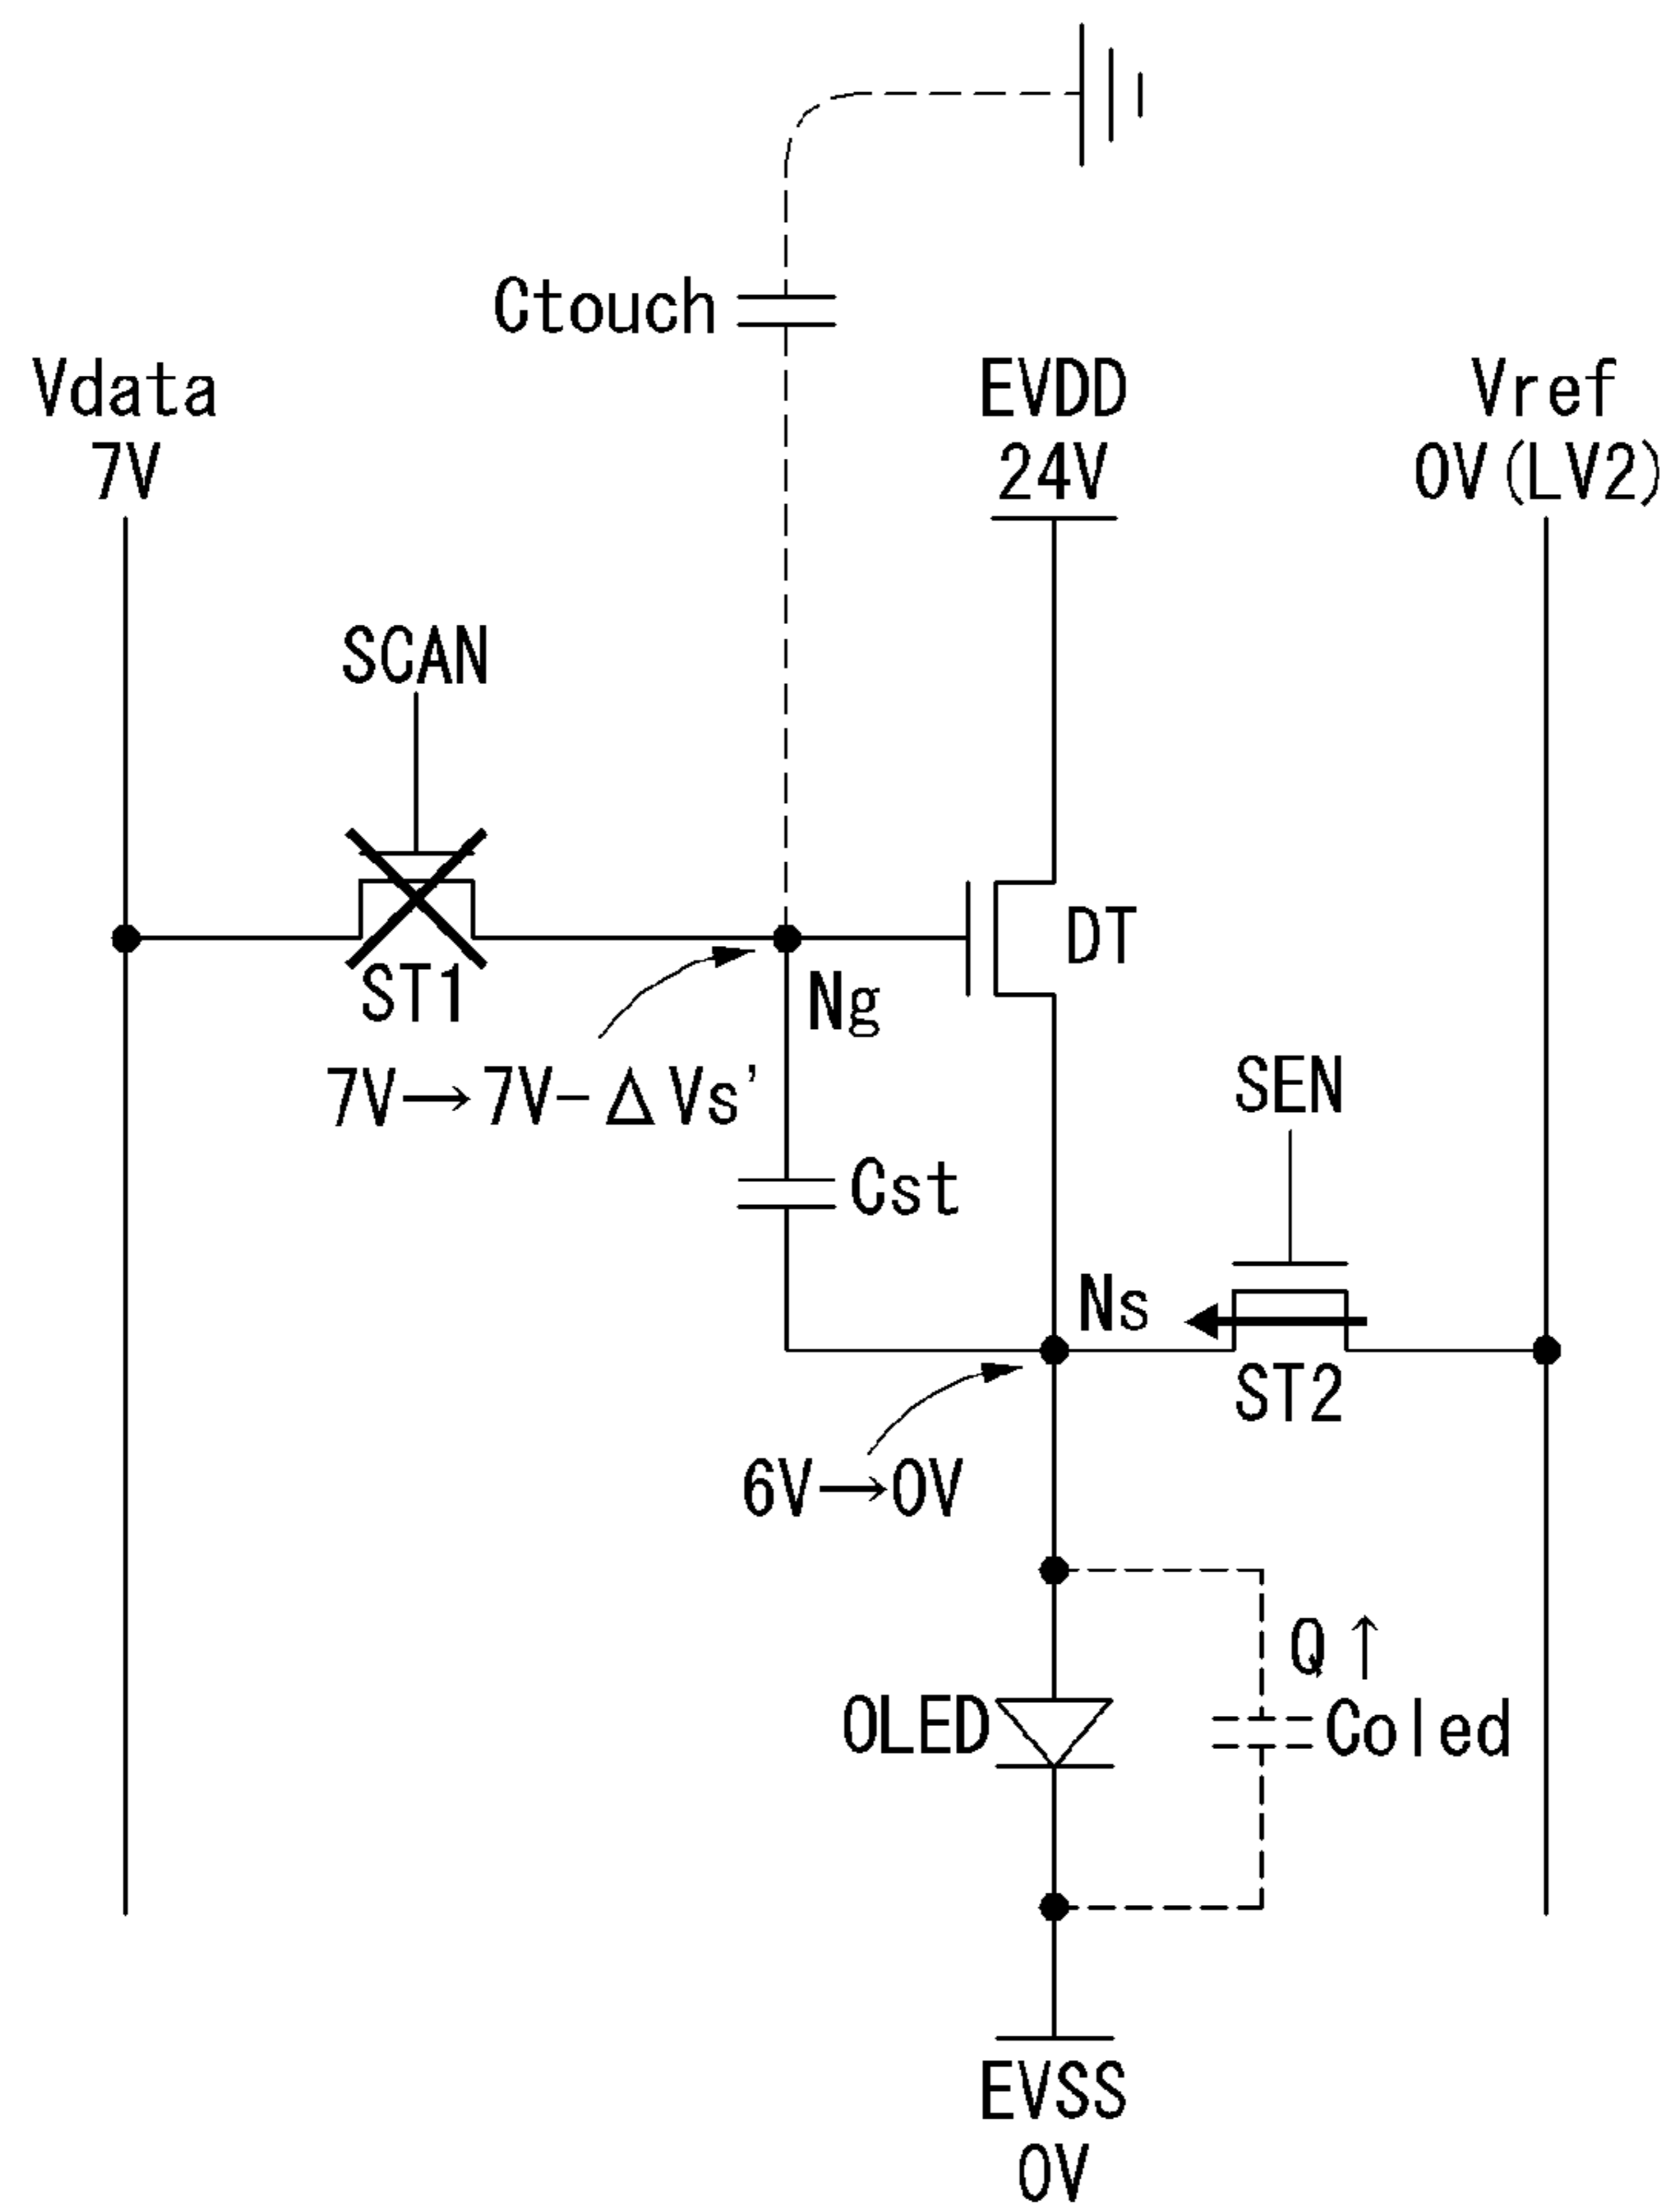 Ctouch
Vdata
7V
EVDD
24V
Vref
0V(LV2)
SCAN
ST1
DT
Ng
7V→7V-ΔVs'
SEN
Cst
Ns
ST2
6V→0V
Q↑
OLED
Coled
EVSS
0V